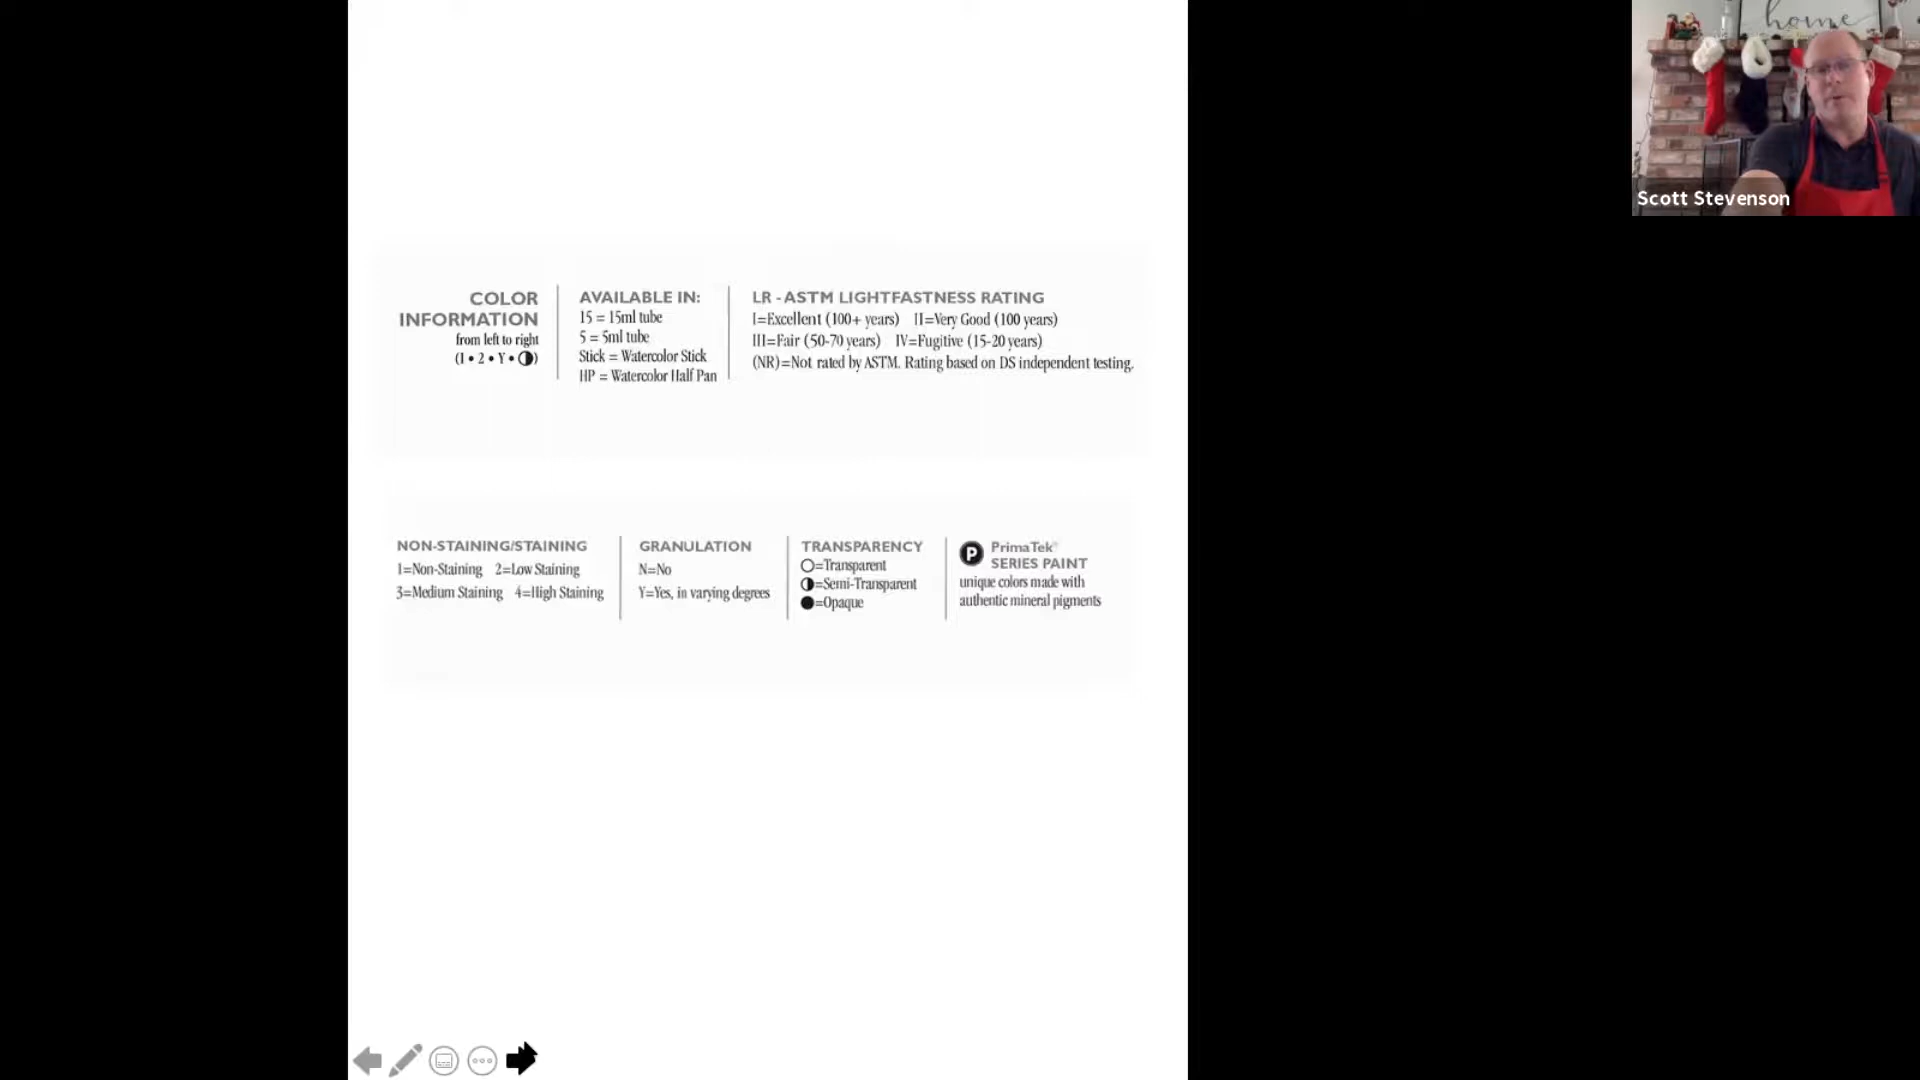 home
Scott Stevenson
COLOR
INFORMATION
from left to right
(I • 2 • Y • ◑)
AVAILABLE IN:
15 = 15ml tube
5 = 5ml tube
Stick = Watercolor Stick
HP = Watercolor Half Pan
LR - ASTM LIGHTFASTNESS RATING
I=Excellent (100+ years) II=Very Good (100 years)
III=Fair (50-70 years) IV=Fugitive (15-20 years)
(NR)=Not rated by ASTM. Rating based on DS independent testing.
NON-STAINING/STAINING
1=Non-Staining 2=Low Staining
3=Medium Staining 4=High Staining
GRANULATION
N=No
Y=Yes, in varying degrees
TRANSPARENCY
○=Transparent
◑=Semi-Transparent
●=Opaque
P PrimaTek®
SERIES PAINT
unique colors made with
authentic mineral pigments